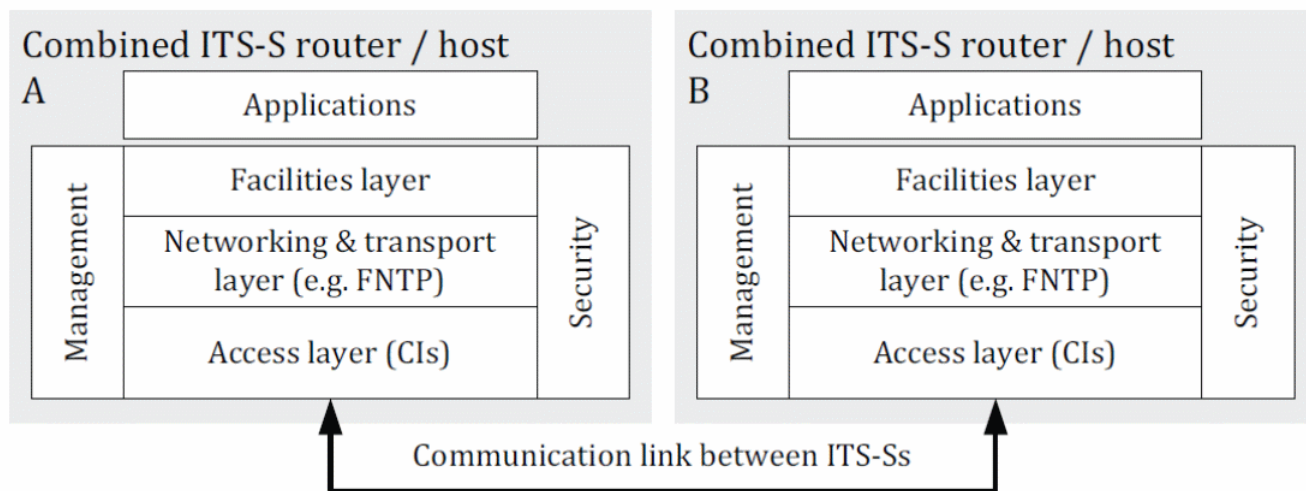 Combined ITS-S router / host
A
Applications
Management
Facilities layer
Networking & transport
layer (e.g. FNTP)
Access layer (CIs)
Security
Combined ITS-S router / host
B
Applications
Management
Facilities layer
Networking & transport
layer (e.g. FNTP)
Access layer (CIs)
Security
Communication link between ITS-Ss